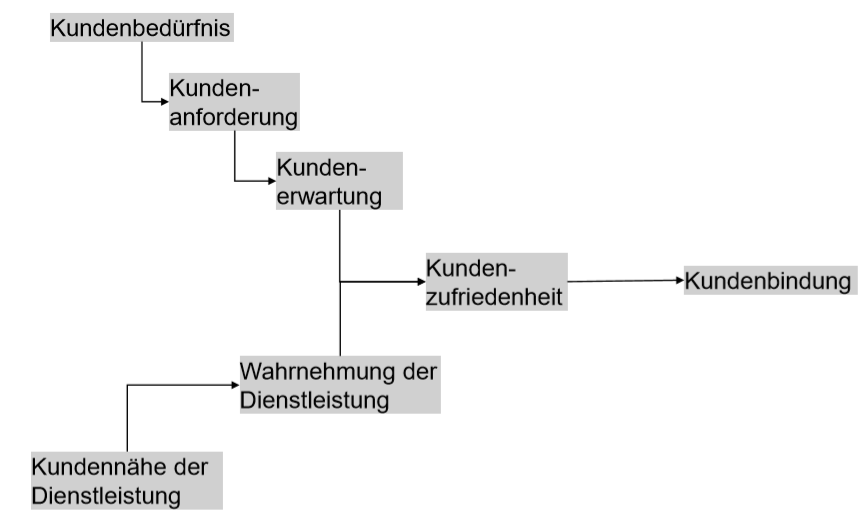 Kundenbedürfnis
Kunden-
anforderung
Kunden-
erwartung
Kunden-
zufriedenheit
Kundenbindung
Wahrnehmung der
Dienstleistung
Kundennähe der
Dienstleistung